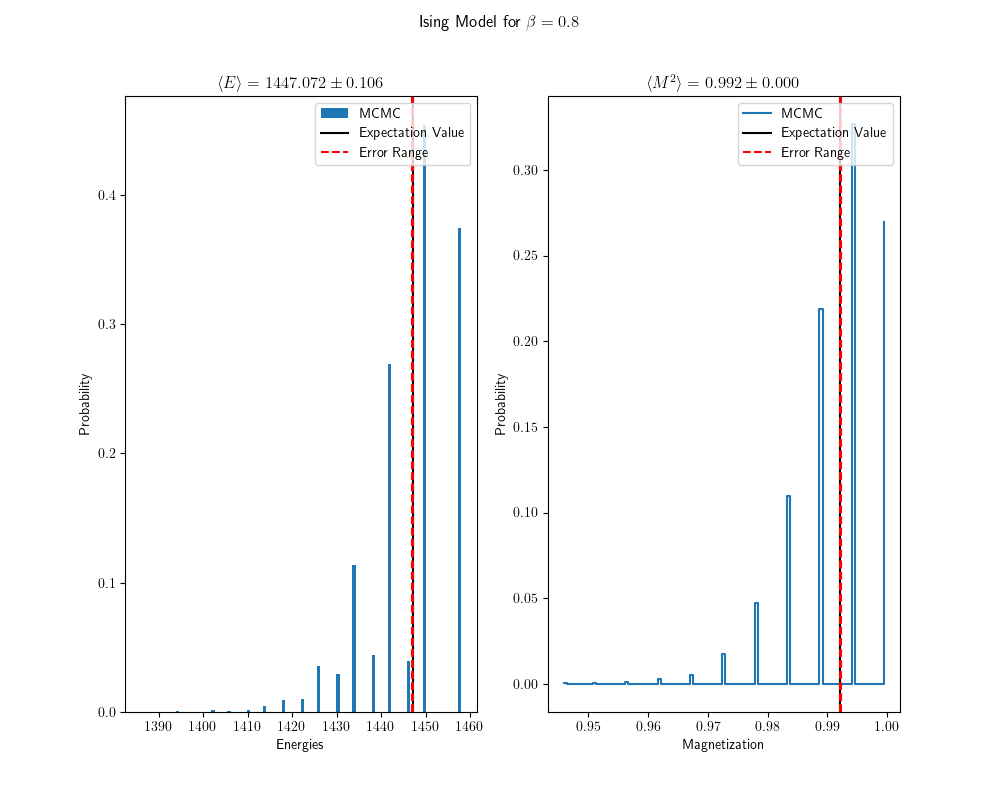 Ising Model for β = 0.8
⟨E⟩ = 1447.072 ± 0.106
MCMC
Expectation Value
Error Range
0.4
0.3
0.2
0.1
0.0
Probability
1390 1400 1410 1420 1430 1440 1450 1460
Energies
⟨M²⟩ = 0.992 ± 0.000
MCMC
Expectation Value
Error Range
0.30
0.25
0.20
0.15
0.10
0.05
0.00
Probability
0.95 0.96 0.97 0.98 0.99 1.00
Magnetization